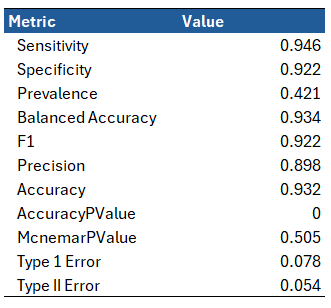 Metric Value
Sensitivity 0.946
Specificity 0.922
Prevalence 0.421
Balanced Accuracy 0.934
F1 0.922
Precision 0.898
Accuracy 0.932
AccuracyPValue 0
McnemarPValue 0.505
Type 1 Error 0.078
Type II Error 0.054